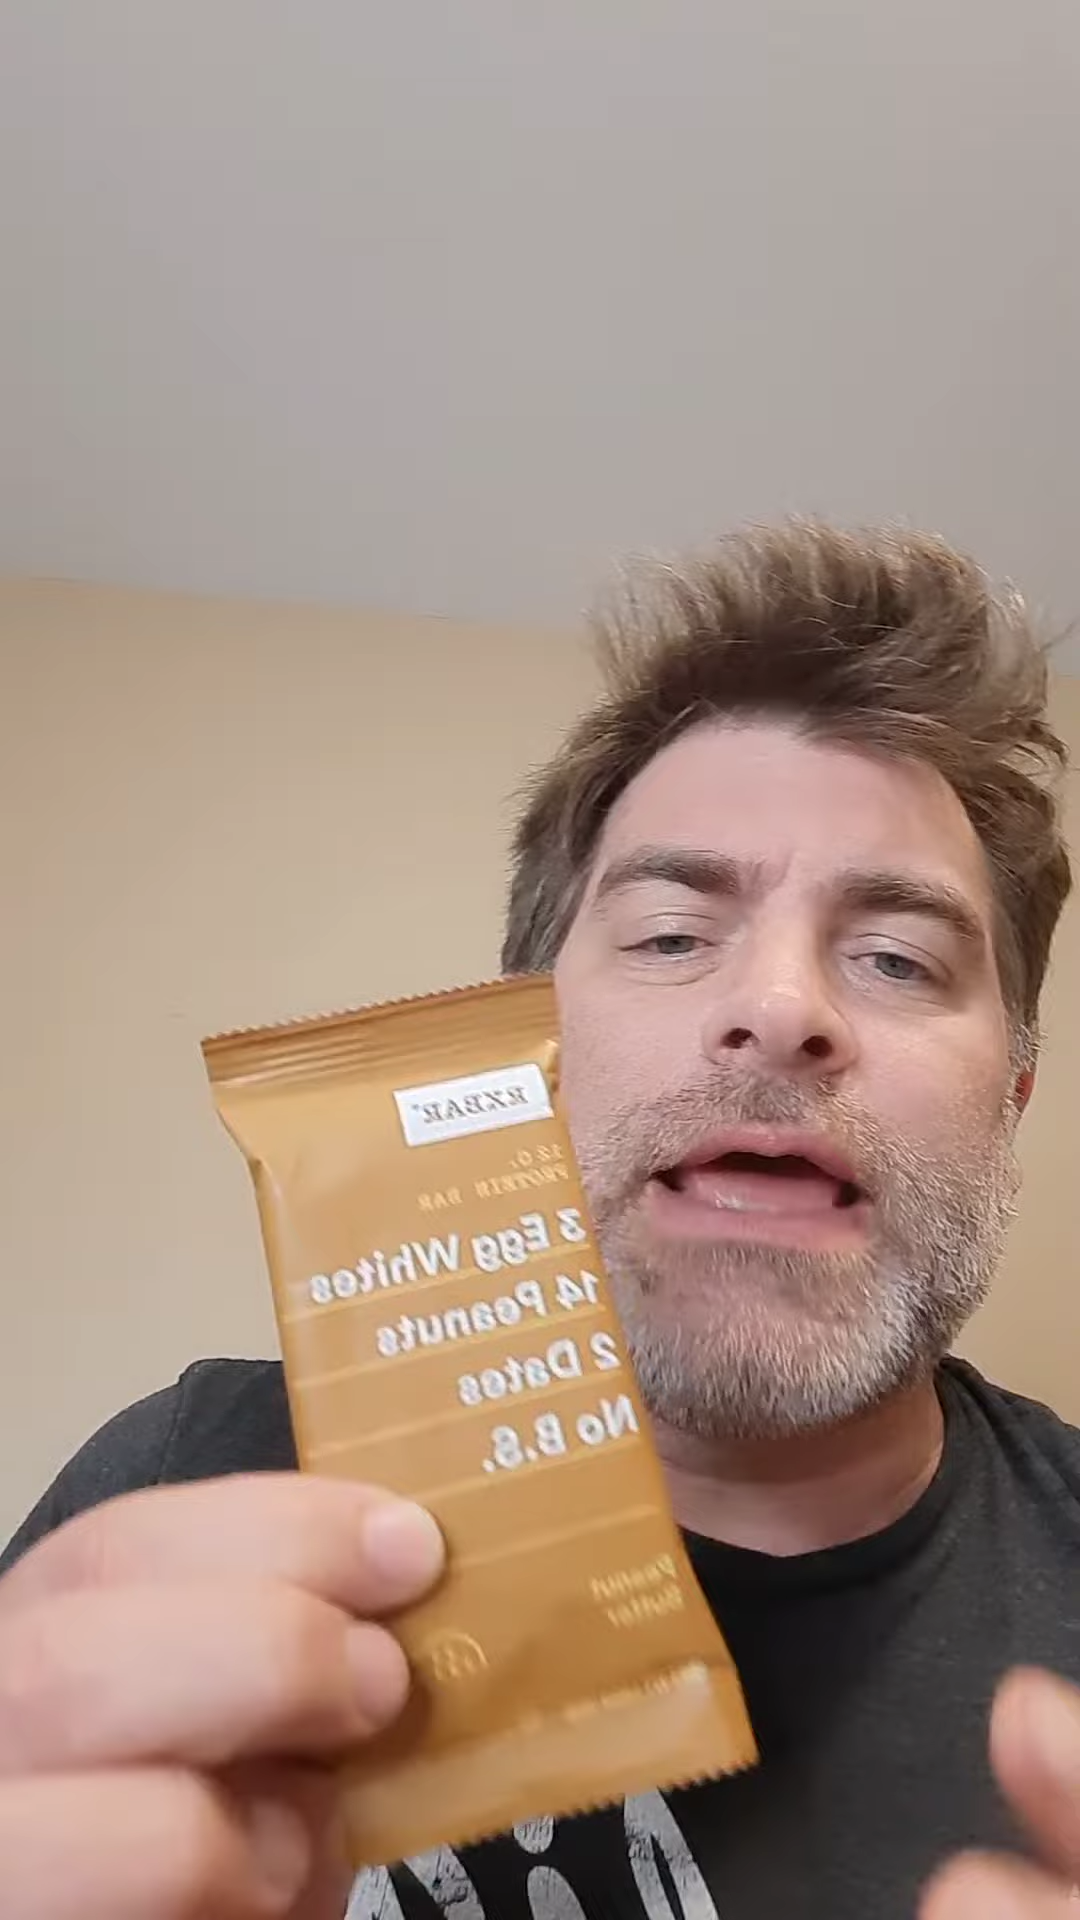 RXBAR®
12 G.
PROTEIN BAR
3 Egg Whites
14 Peanuts
2 Dates
No B.S.
Peanut
Butter